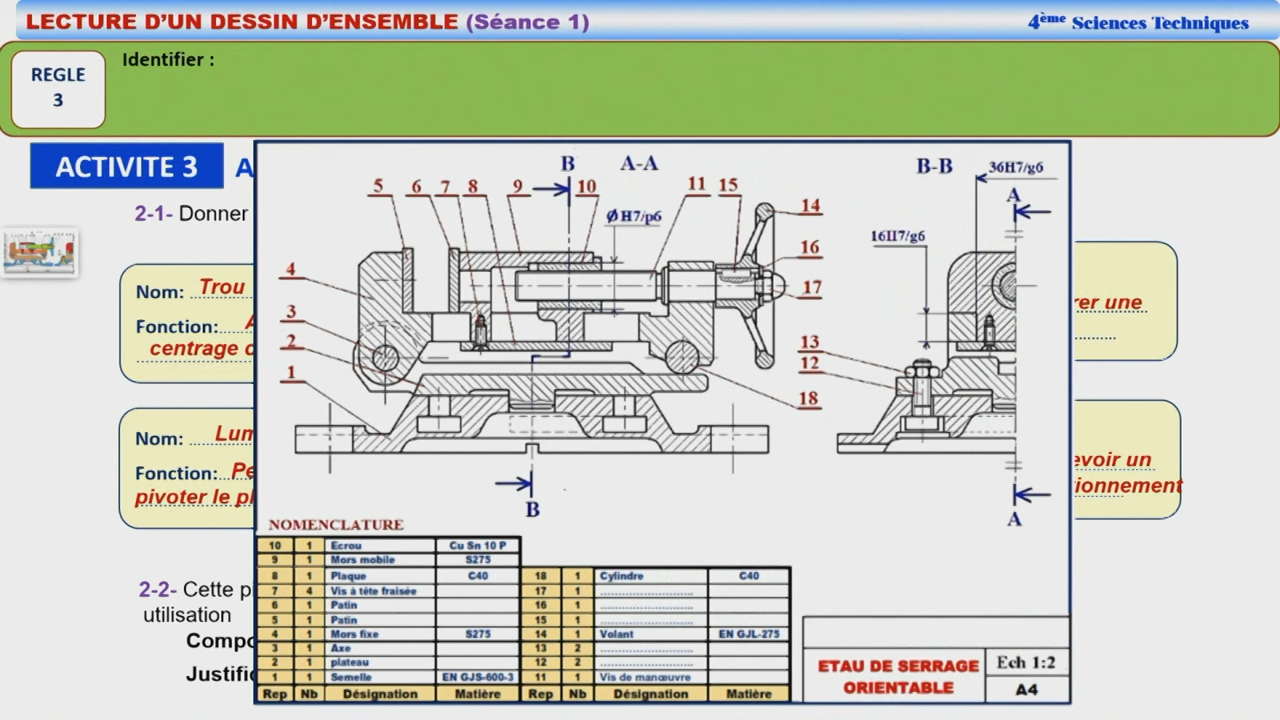 LECTURE D'UN DESSIN D'ENSEMBLE (Séance 1)
4ème Sciences Techniques
REGLE
3
Identifier :
ACTIVITE 3
A
2-1- Donner
Nom: Trou
Fonction:
centrage
rer une
Nom:
Fonction:
pivoter le
evoir un
ionnement
2-2- Cette
utilisation
B A-A
B-B
36H7/g6
A
5 6 7 8 9 10 11 15 14
Ø H7/p6
16H7/g6
4
16
3
17
2
13
1
12
18
B
A
NOMENCLATURE
10 1 Ecrou Cu Sn 10 P
9 1 Mors mobile S275
8 1 Plaque C40 18 1 Cylindre C40
7 4 Vis à tête fraisée 17 1 ........................
6 1 Patin 16 1 ........................
5 1 Patin 15 1 ........................
4 1 Mors fixe S275 14 1 Volant EN GJL-275
3 1 Axe 13 2 ........................
2 1 plateau 12 2 ........................
1 1 Semelle EN GJS-600-3 11 1 Vis de manœuvre
Rep Nb Désignation Matière Rep Nb Désignation Matière
ETAU DE SERRAGE
ORIENTABLE
Ech 1:2
A4